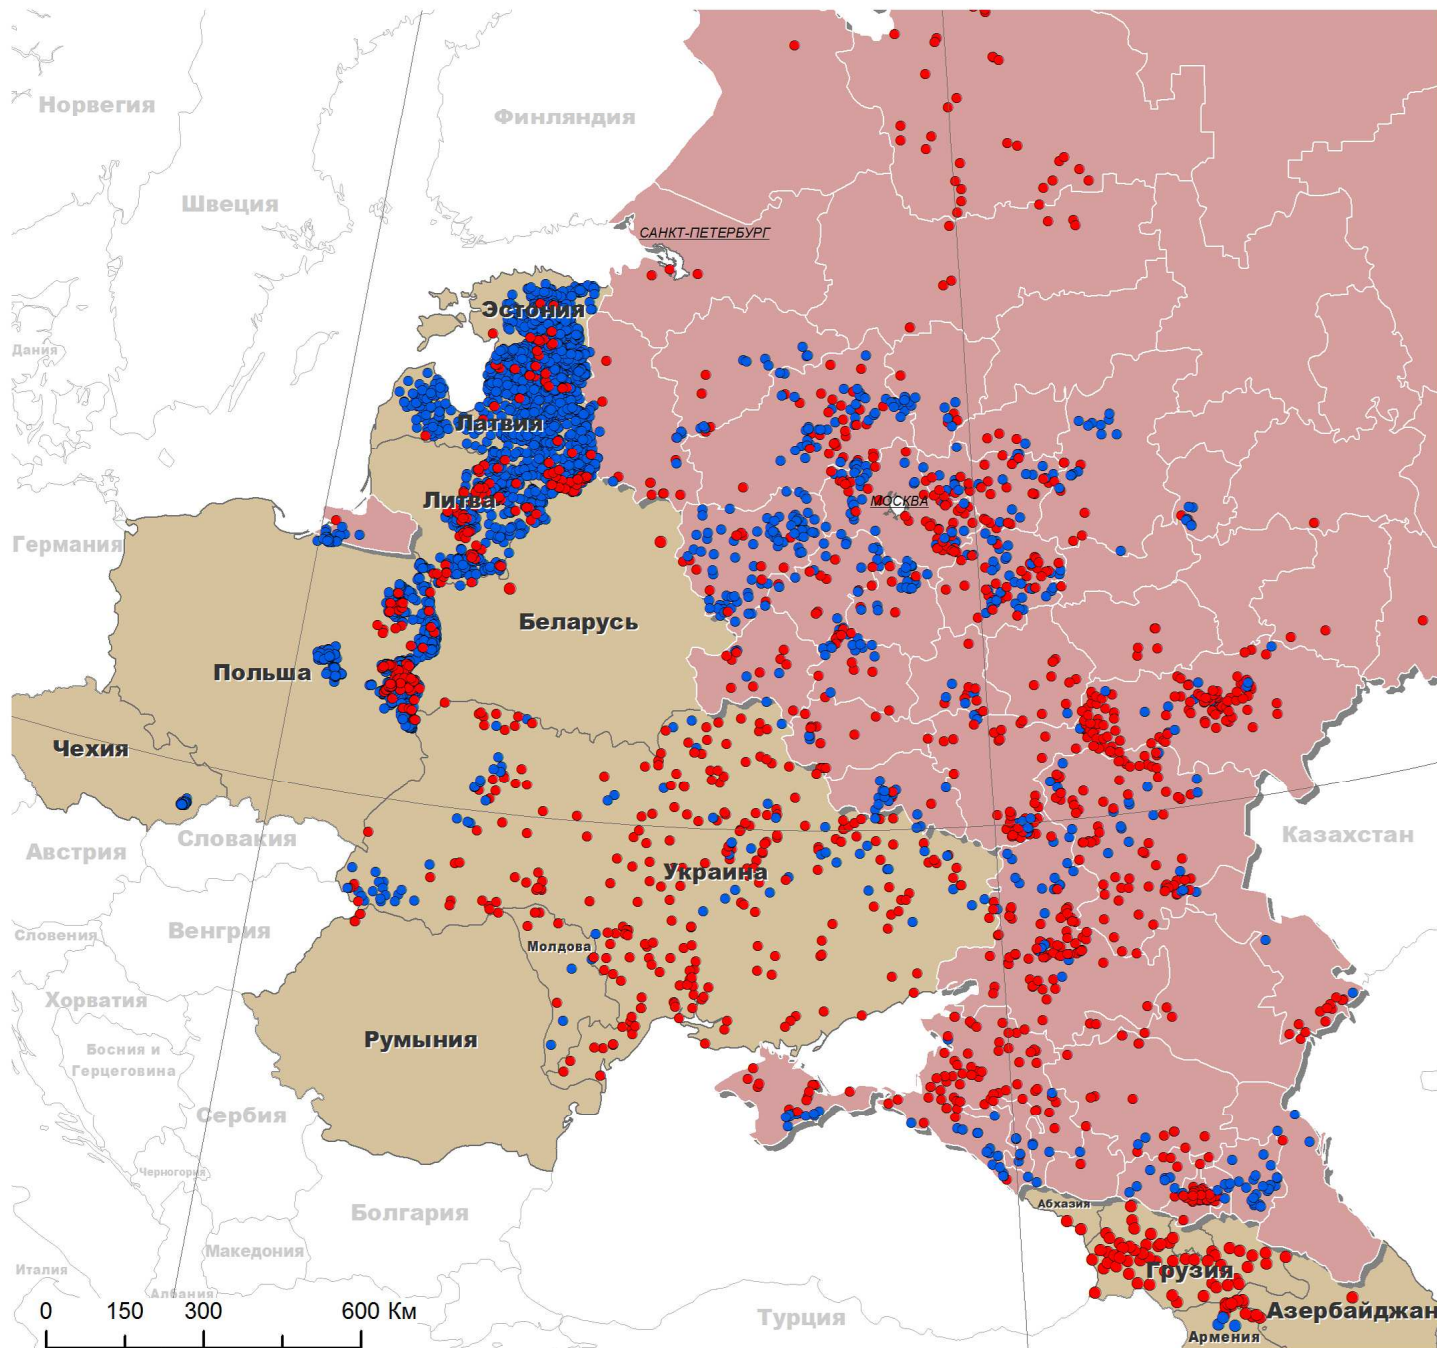 Норвегия
Финляндия
Швеция
САНКТ-ПЕТЕРБУРГ
Эстония
Дания
Латвия
Литва
МОСКВА
Германия
Беларусь
Польша
Чехия
Словакия
Австрия
Казахстан
Украина
Венгрия
Словения
Молдова
Хорватия
Румыния
Босния и
Герцеговина
Сербия
Черногория
Абхазия
Болгария
Македония
Италия
Грузия
Албания
0 150 300 600 Км
Турция
Азербайджан
Армения